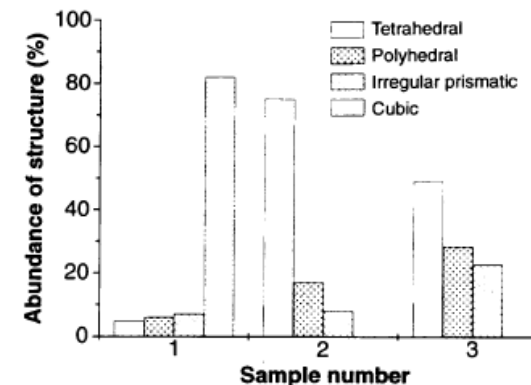 Abundance of structure (%)
100
80
60
40
20
0
Tetrahedral
Polyhedral
Irregular prismatic
Cubic
1 2 3
Sample number